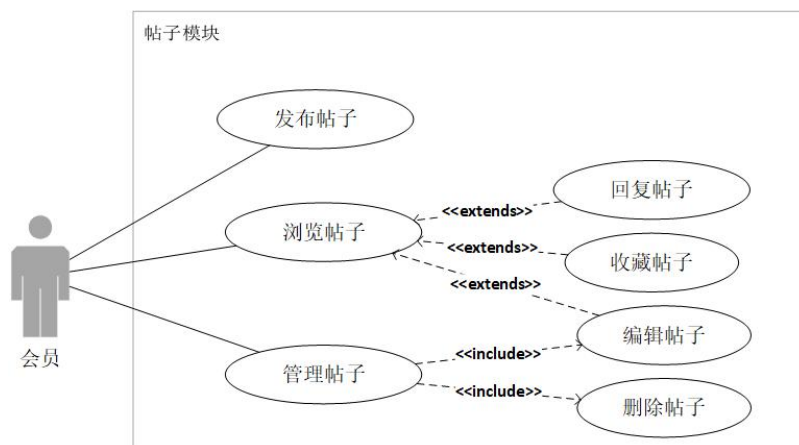 帖子模块
发布帖子
回复帖子
<<extends>>
浏览帖子
<<extends>>
收藏帖子
<<extends>>
编辑帖子
会员
<<include>>
管理帖子
<<include>>
删除帖子